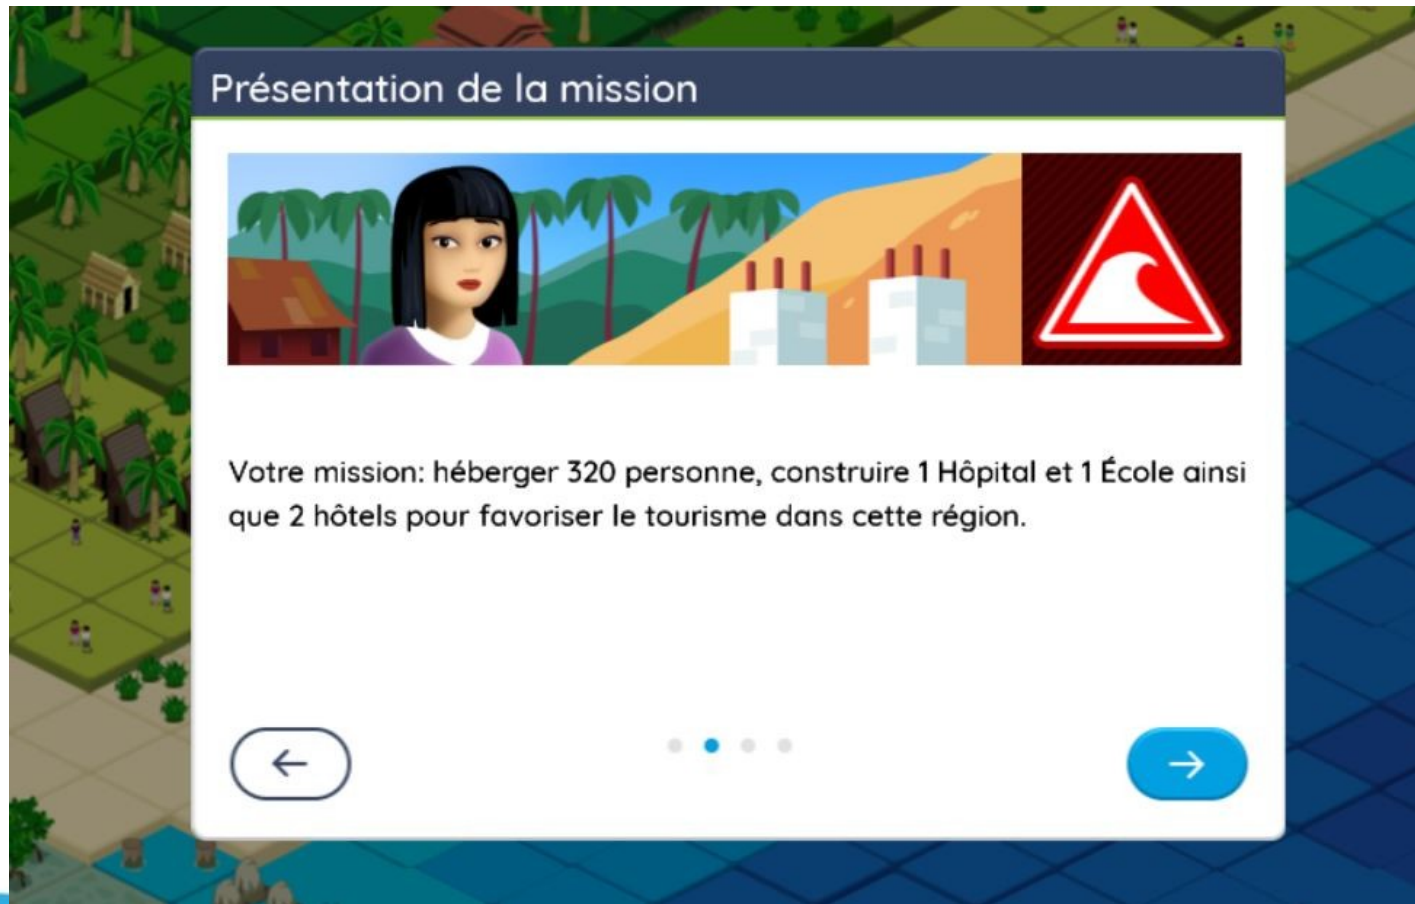 Présentation de la mission
Votre mission: héberger 320 personne, construire 1 Hôpital et 1 École ainsi
que 2 hôtels pour favoriser le tourisme dans cette région.